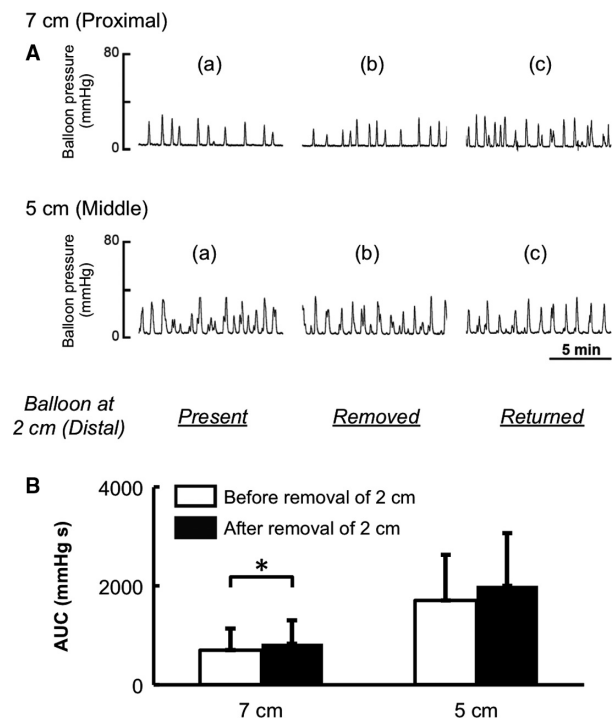 7 cm (Proximal)
A
Balloon pressure
(mmHg)
80
0
(a)
(b)
(c)
5 cm (Middle)
Balloon pressure
(mmHg)
80
0
(a)
(b)
(c)
5 min
Balloon at
2 cm (Distal)
Present
Removed
Returned
B
AUC (mmHg s)
4000
2000
0
Before removal of 2 cm
After removal of 2 cm
*
7 cm
5 cm